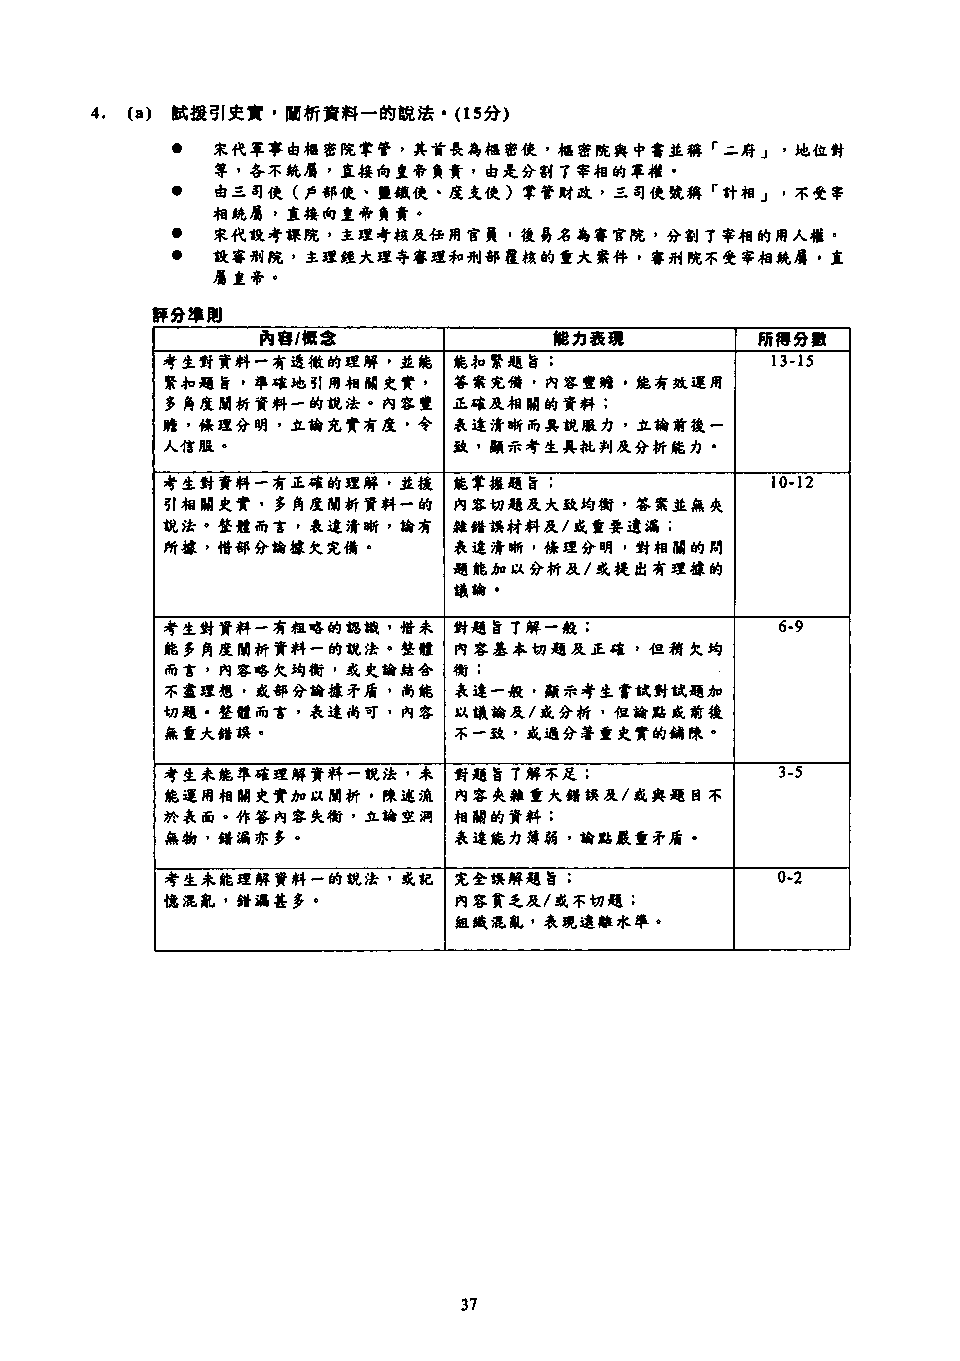 4. (a) 試援引史實，闡析資料一的說法。(15分)
● 宋代軍事由樞密院掌管，其首長為樞密使，樞密院與中書並稱「二府」，地位對
等，各不統屬，直接向皇帝負責，由是分割了宰相的軍權。
● 由三司使（戶部使、鹽鐵使、度支使）掌管財政，三司使號稱「計相」，不受宰
相統屬，直接向皇帝負責。
● 宋代設考課院，主理考核及任用官員，後易名為審官院，分割了宰相的用人權。
● 設審刑院，主理經大理寺審理和刑部覆核的重大案件，審刑院不受宰相統屬，直
屬皇帝。
評分準則
內容/概念 能力表現 所得分數
考生對資料一有透徹的理解，並能
緊扣題旨，準確地引用相關史實，
多角度闡析資料一的說法。內容豐
贍，條理分明，立論充實有度，令
人信服。
能扣緊題旨；
答案完備，內容豐贍，能有效運用
正確及相關的資料；
表達清晰而具說服力，立論前後一
致，顯示考生具批判及分析能力。
13-15
考生對資料一有正確的理解，並援
引相關史實，多角度闡析資料一的
說法。整體而言，表達清晰，論有
所據，惜部分論據欠完備。
能掌握題旨；
內容切題及大致均衡，答案並無夾
雜錯誤材料及/或重要遺漏；
表達清晰，條理分明，對相關的問
題能加以分析及/或提出有理據的
議論。
10-12
考生對資料一有粗略的認識，惜未
能多角度闡析資料一的說法。整體
而言，內容略欠均衡，或史論結合
不盡理想，或部分論據矛盾，尚能
切題。整體而言，表達尚可，內容
無重大錯誤。
對題旨了解一般；
內容基本切題及正確，但稍欠均
衡；
表達一般，顯示考生嘗試對試題加
以議論及/或分析，但論點或前後
不一致，或過分著重史實的鋪陳。
6-9
考生未能準確理解資料一說法，未
能運用相關史實加以闡析，陳述流
於表面。作答內容失衡，立論空洞
無物，錯漏亦多。
對題旨了解不足；
內容夾雜重大錯誤及/或與題目不
相關的資料；
表達能力薄弱，論點嚴重矛盾。
3-5
考生未能理解資料一的說法，或記
憶混亂，錯漏甚多。
完全誤解題旨；
內容貧乏及/或不切題；
組織混亂，表現遠離水準。
0-2
37